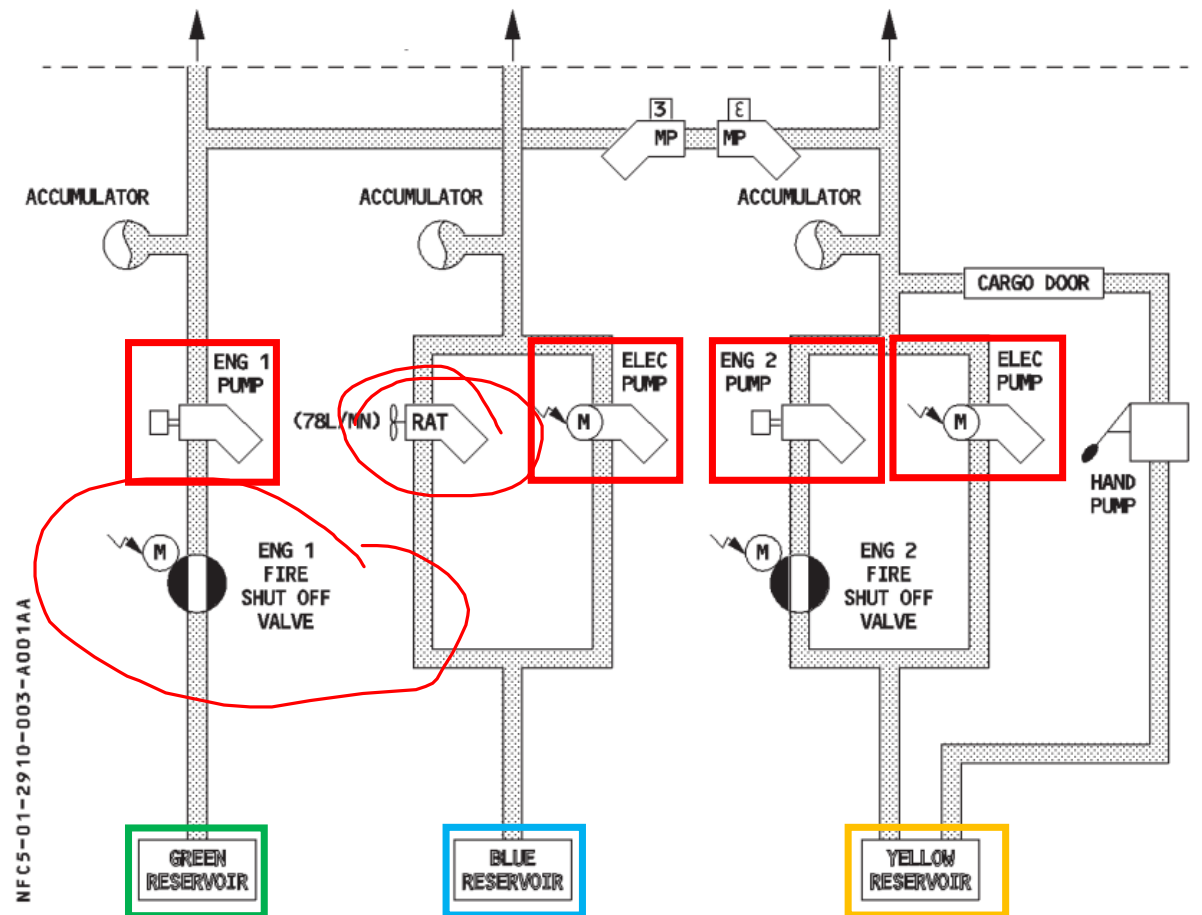 3
3
MP
MP
ACCUMULATOR
ACCUMULATOR
ACCUMULATOR
CARGO DOOR
ENG 1
PUMP
ELEC
PUMP
ENG 2
PUMP
ELEC
PUMP
(78L/MN)
RAT
M
M
HAND
PUMP
M
ENG 1
FIRE
SHUT OFF
VALVE
M
ENG 2
FIRE
SHUT OFF
VALVE
NFC5-01-2910-003-A001AA
GREEN
RESERVOIR
BLUE
RESERVOIR
YELLOW
RESERVOIR